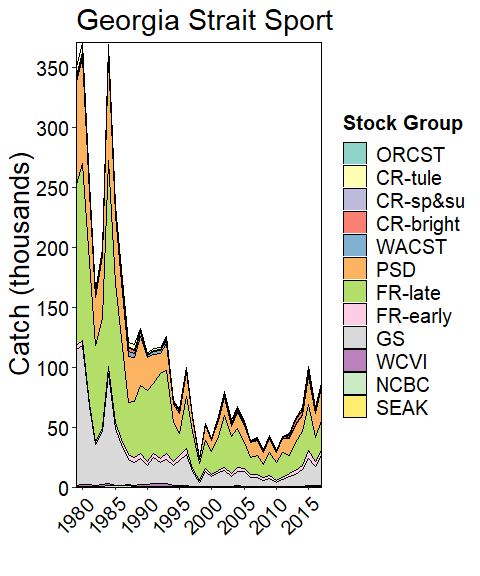 Georgia Strait Sport
Catch (thousands)
350
300
250
200
150
100
50
0
1980
1985
1990
1995
2000
2005
2010
2015
Stock Group
ORCST
CR-tule
CR-sp&su
CR-bright
WACST
PSD
FR-late
FR-early
GS
WCVI
NCBC
SEAK